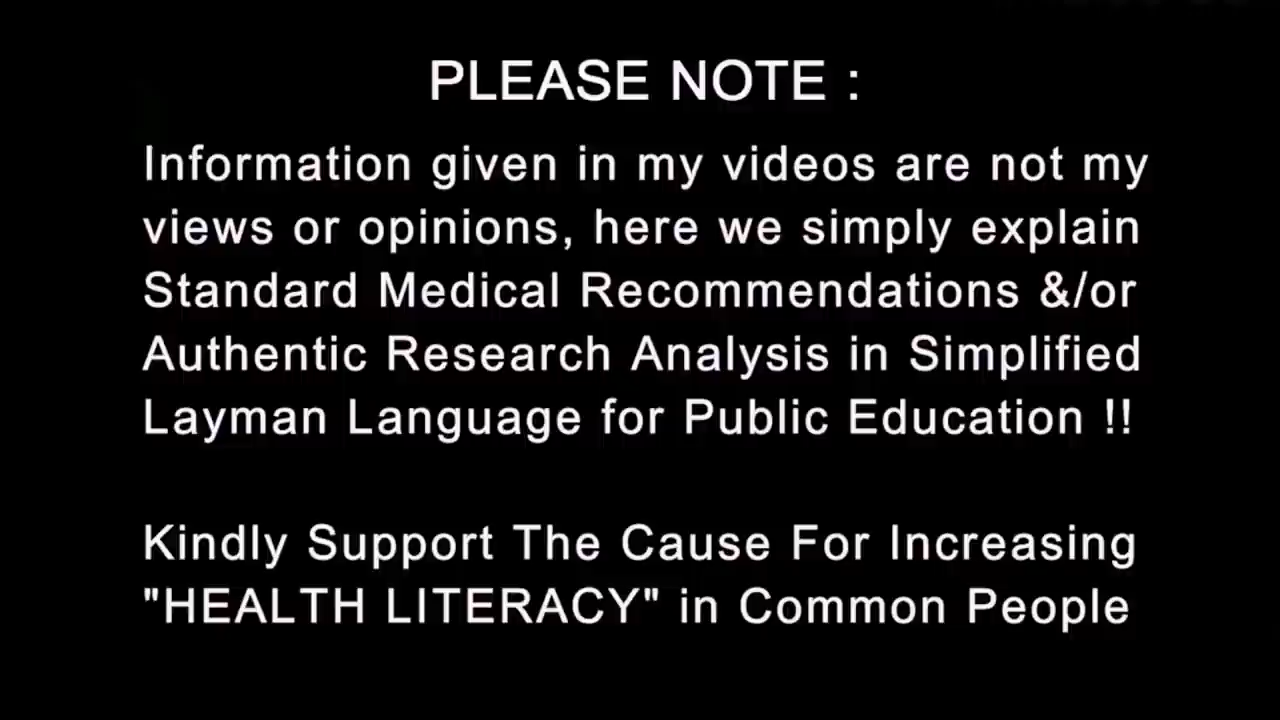 PLEASE NOTE :
Information given in my videos are not my
views or opinions, here we simply explain
Standard Medical Recommendations &/or
Authentic Research Analysis in Simplified
Layman Language for Public Education !!
Kindly Support The Cause For Increasing
"HEALTH LITERACY" in Common People